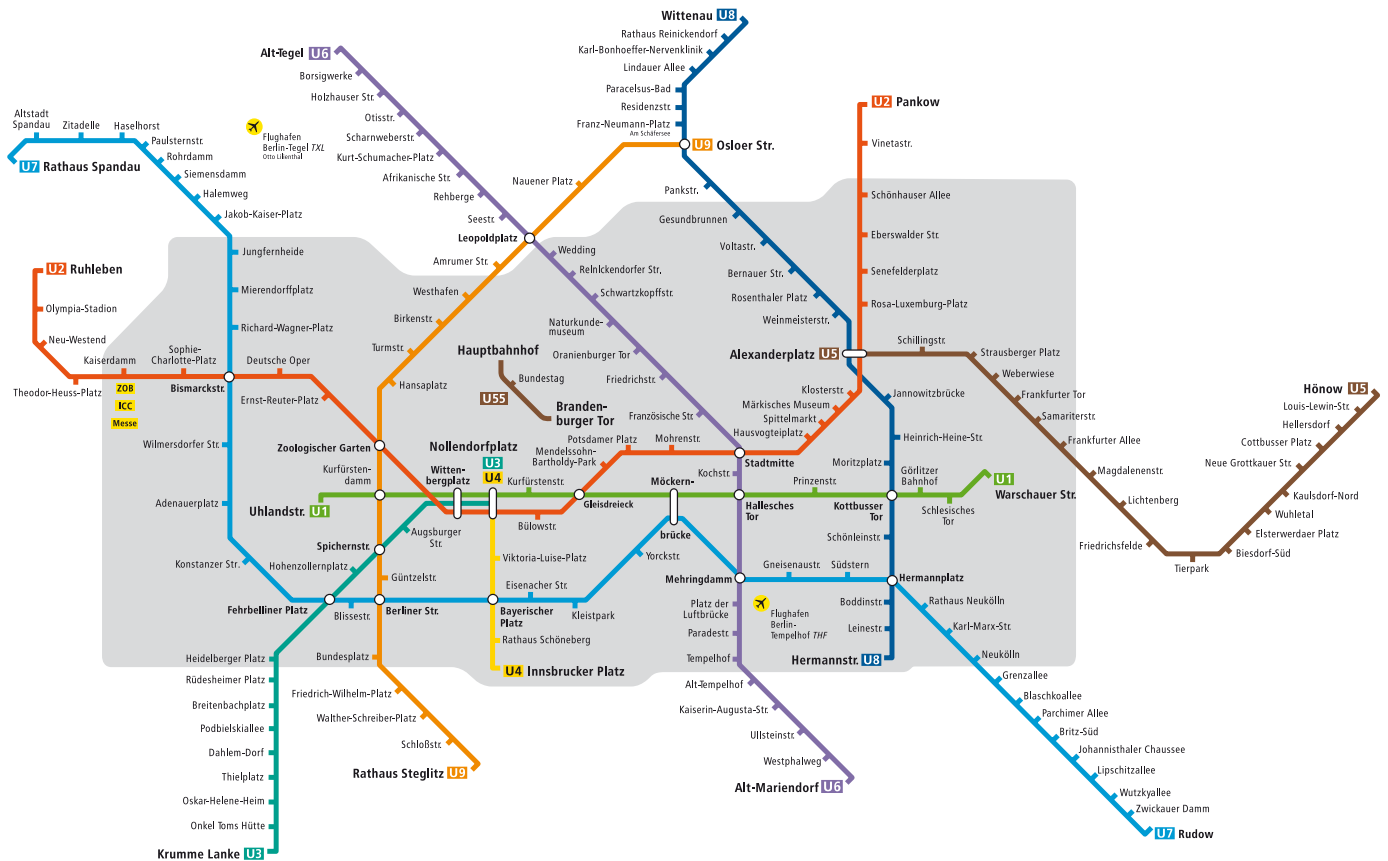 Wittenau U8
Rathaus Reinickendorf
Karl-Bonhoeffer-Nervenklinik
Lindauer Allee
Paracelsus-Bad
Residenzstr.
Franz-Neumann-Platz
Am Schäfersee
U9 Osloer Str.
Pankstr.
Gesundbrunnen
Voltastr.
Bernauer Str.
Rosenthaler Platz
Weinmeisterstr.
Alexanderplatz U5
Jannowitzbrücke
Heinrich-Heine-Str.
Moritzplatz
Kottbusser
Tor
Schönleinstr.
Hermannplatz
Boddinstr.
Leinestr.
Hermannstr. U8
Alt-Tegel U6
Borsigwerke
Holzhauser Str.
Otisstr.
Scharnweberstr.
Kurt-Schumacher-Platz
Afrikanische Str.
Rehberge
Seestr.
Leopoldplatz
Wedding
ReInIckendorfer Str.
Schwartzkopffstr.
Naturkunde-
museum
Oranienburger Tor
Friedrichstr.
Französische Str.
Stadtmitte
Kochstr.
Hallesches
Tor
Mehringdamm
Platz der
Luftbrücke
Paradestr.
Tempelhof
Alt-Tempelhof
Kaiserin-Augusta-Str.
Ullsteinstr.
Westphalweg
Alt-Mariendorf U6
Flughafen
Berlin-
Tempelhof THF
Flughafen
Berlin-Tegel TXL
Otto Lilienthal
Altstadt
Spandau
Zitadelle
Haselhorst
U7 Rathaus Spandau
Paulsternstr.
Rohrdamm
Siemensdamm
Halemweg
Jakob-Kaiser-Platz
Jungfernheide
Mierendorffplatz
Richard-Wagner-Platz
Bismarckstr.
Wilmersdorfer Str.
Adenauerplatz
Konstanzer Str.
Fehrbelliner Platz
Blissestr.
Berliner Str.
Bayerischer
Platz
Eisenacher Str.
Kleistpark
Yorckstr.
Möckern-
brücke
Gneisenaustr.
Südstern
Rathaus Neukölln
Karl-Marx-Str.
Neukölln
Grenzallee
Blaschkoallee
Parchimer Allee
Britz-Süd
Johannisthaler Chaussee
Lipschitzallee
Wutzkyallee
Zwickauer Damm
U7 Rudow
U2 Ruhleben
Olympia-Stadion
Neu-Westend
Theodor-Heuss-Platz
Kaiserdamm
ZOB
ICC
Messe
Sophie-
Charlotte-Platz
Deutsche Oper
Ernst-Reuter-Platz
Zoologischer Garten
Witten-
bergplatz
Nollendorfplatz
U3
U4
Bülowstr.
Gleisdreieck
Mendelssohn-
Bartholdy-Park
Potsdamer Platz
Mohrenstr.
Hausvogteiplatz
Spittelmarkt
Märkisches Museum
Klosterstr.
Rosa-Luxemburg-Platz
Senefelderplatz
Eberswalder Str.
Schönhauser Allee
Vinetastr.
U2 Pankow
Nauener Platz
Amrumer Str.
Westhafen
Birkenstr.
Turmstr.
Hansaplatz
Kurfürsten-
damm
Spichernstr.
Güntzelstr.
Bundesplatz
Friedrich-Wilhelm-Platz
Walther-Schreiber-Platz
Schloßstr.
Rathaus Steglitz U9
Hauptbahnhof
Bundestag
U55
Branden-
burger Tor
Uhlandstr. U1
Kurfürstenstr.
Prinzenstr.
Görlitzer
Bahnhof
Schlesisches
Tor
U1
Warschauer Str.
Augsburger
Str.
Hohenzollernplatz
Heidelberger Platz
Rüdesheimer Platz
Breitenbachplatz
Podbielskiallee
Dahlem-Dorf
Thielplatz
Oskar-Helene-Heim
Onkel Toms Hütte
Krumme Lanke U3
Viktoria-Luise-Platz
Rathaus Schöneberg
U4 Innsbrucker Platz
Schillingstr.
Strausberger Platz
Weberwiese
Frankfurter Tor
Samariterstr.
Frankfurter Allee
Magdalenenstr.
Lichtenberg
Friedrichsfelde
Tierpark
Biesdorf-Süd
Elsterwerdaer Platz
Wuhletal
Kaulsdorf-Nord
Neue Grottkauer Str.
Cottbusser Platz
Hellersdorf
Louis-Lewin-Str.
Hönow U5